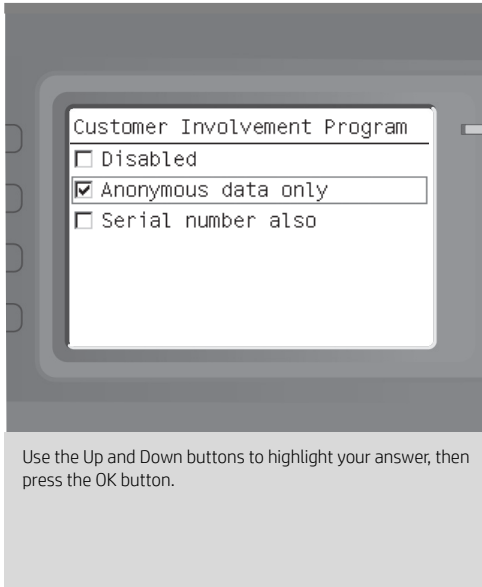 Customer Involvement Program
Disabled
Anonymous data only
Serial number also
Use the Up and Down buttons to highlight your answer, then
press the OK button.